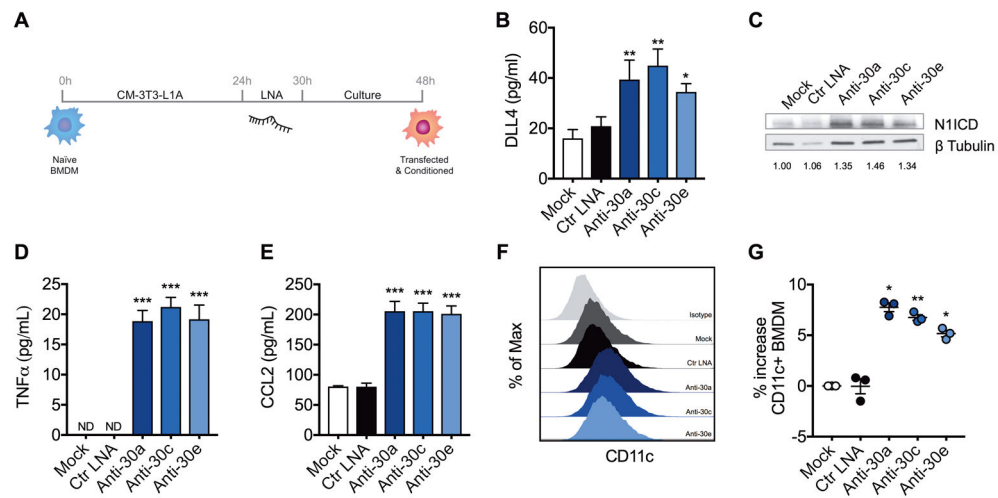 A
0h
24h
30h
48h
CM-3T3-L1A
LNA
Culture
Naïve
BMDM
Transfected
& Conditioned
B
DLL4 (pg/ml)
60
40
20
0
Mock
Ctr LNA
Anti-30a
Anti-30c
Anti-30e
**
**
*
C
Mock
Ctr LNA
Anti-30a
Anti-30c
Anti-30e
N1ICD
β Tubulin
1.00 1.06 1.35 1.46 1.34
D
TNFα (pg/mL)
25
20
15
10
5
0
ND ND
***
***
***
Mock
Ctr LNA
Anti-30a
Anti-30c
Anti-30e
E
CCL2 (pg/mL)
250
200
150
100
50
0
***
***
***
Mock
Ctr LNA
Anti-30a
Anti-30c
Anti-30e
F
% of Max
Isotype
Mock
Ctr LNA
Anti-30a
Anti-30c
Anti-30e
CD11c
G
% increase
CD11c+ BMDM
10
5
0
-5
*
**
*
Mock
Ctr LNA
Anti-30a
Anti-30c
Anti-30e